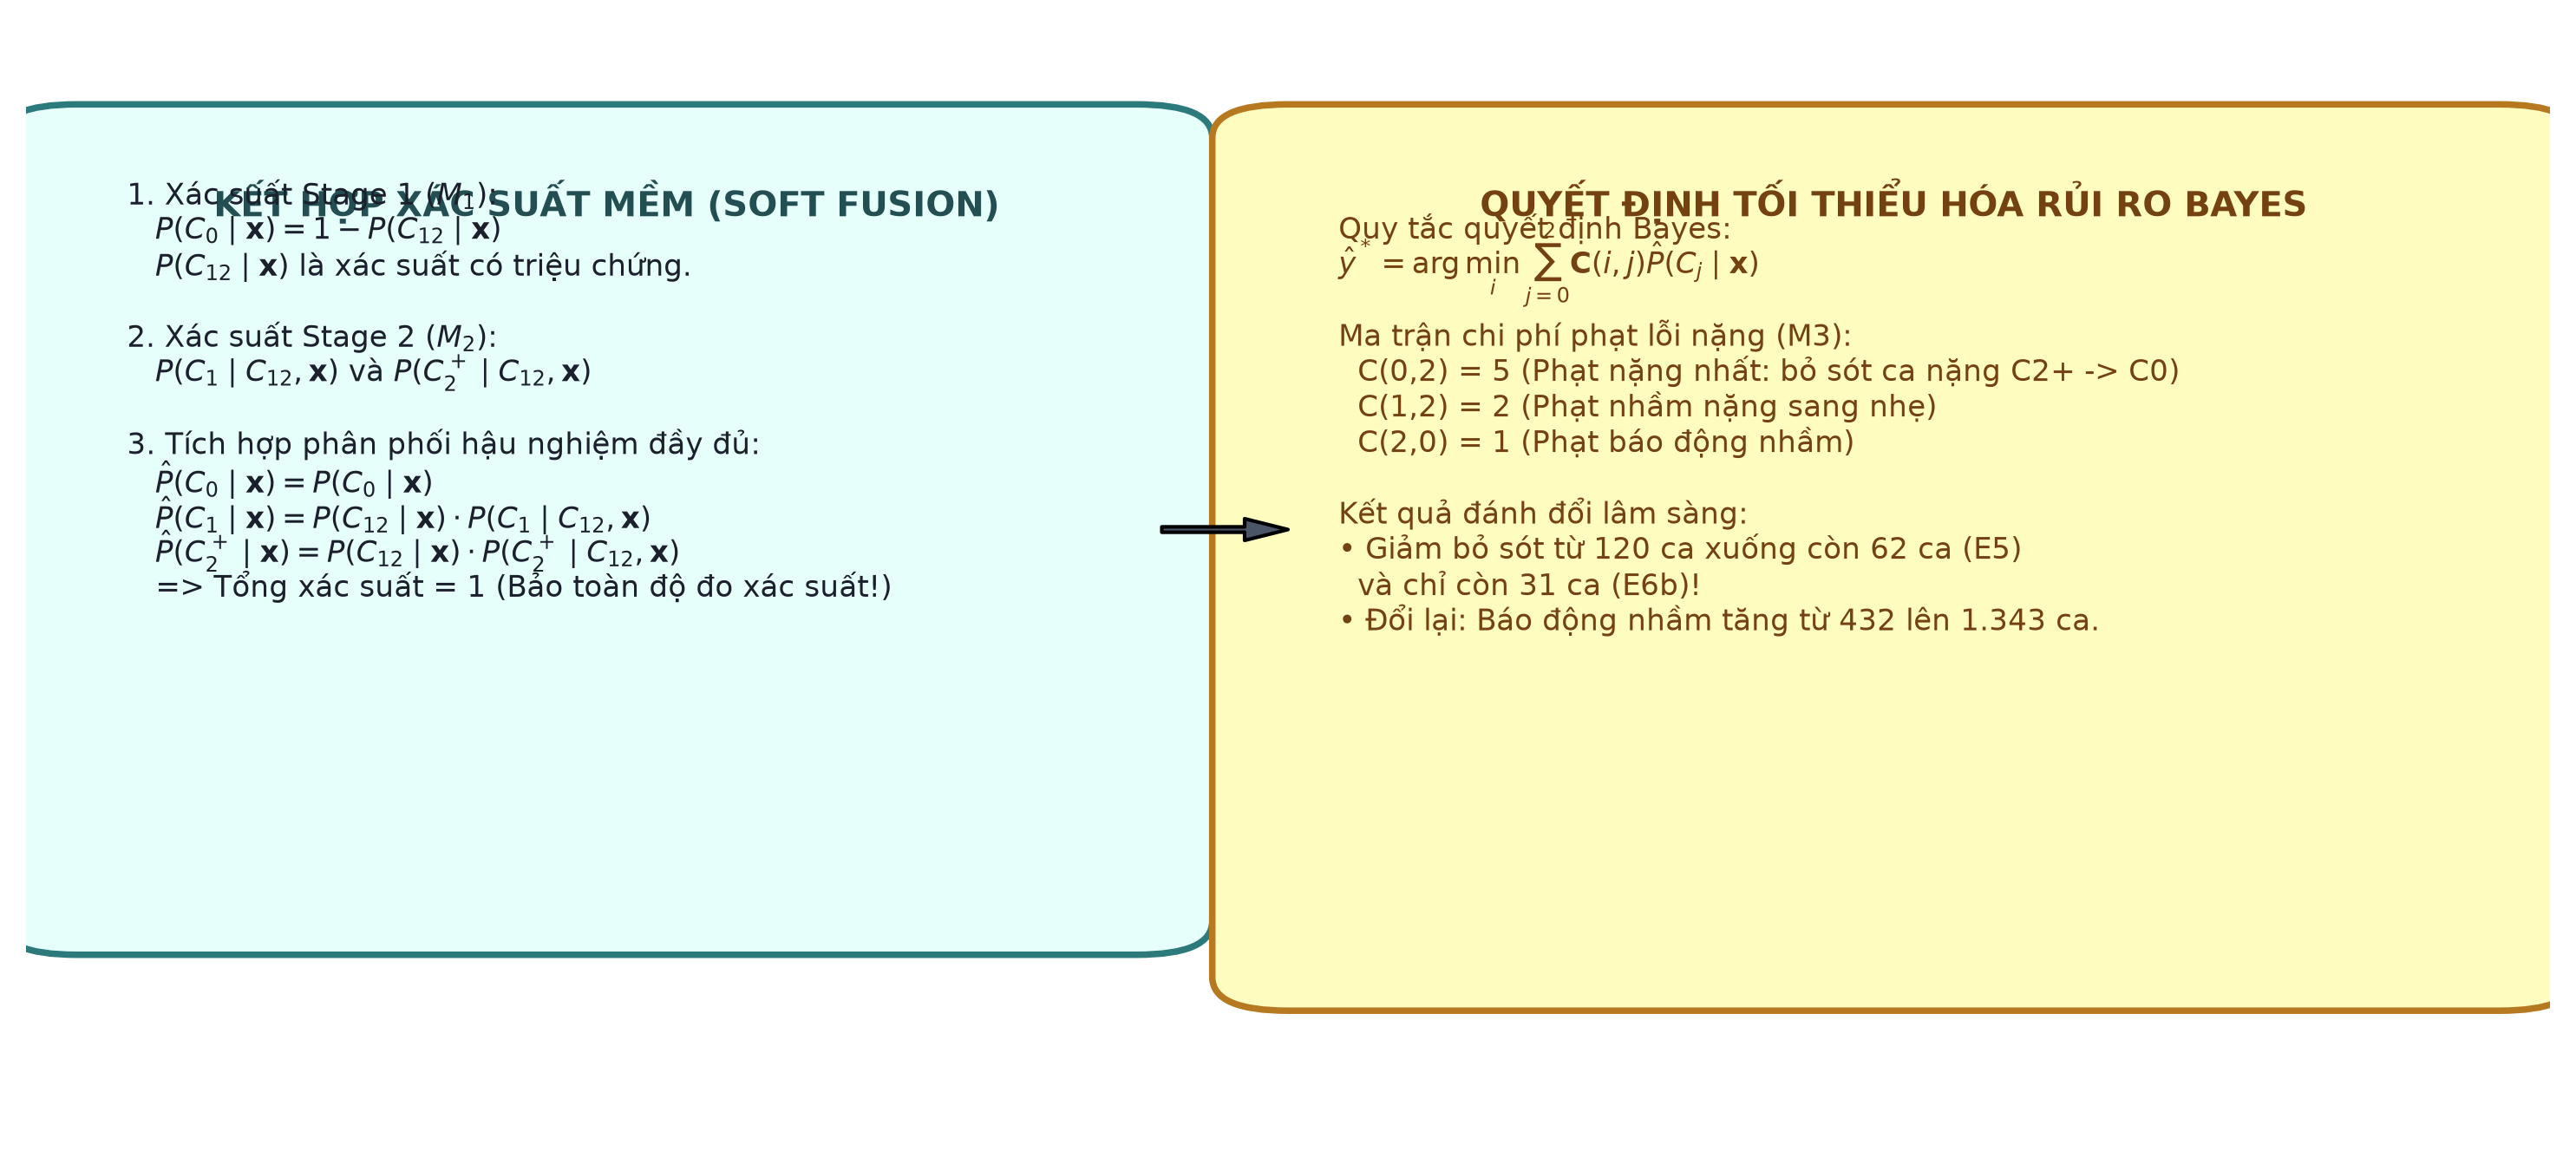 KẾT HỢP XÁC SUẤT MỀM (SOFT FUSION)
1. Xác suất Stage 1 (M₁):
P(C₀ | x) = 1 − P(C₁₂ | x)
P(C₁₂ | x) là xác suất có triệu chứng.
2. Xác suất Stage 2 (M₂):
P(C₁ | C₁₂, x) và P(C₂⁺ | C₁₂, x)
3. Tích hợp phân phối hậu nghiệm đầy đủ:
P̂(C₀ | x) = P(C₀ | x)
P̂(C₁ | x) = P(C₁₂ | x) · P(C₁ | C₁₂, x)
P̂(C₂⁺ | x) = P(C₁₂ | x) · P(C₂⁺ | C₁₂, x)
=> Tổng xác suất = 1 (Bảo toàn độ đo xác suất!)
QUYẾT ĐỊNH TỐI THIỂU HÓA RỦI RO BAYES
Quy tắc quyết định Bayes:
ŷ* = arg min_i ∑_{j=0}^{2} C(i, j)P̂(C_j | x)
Ma trận chi phí phạt lỗi nặng (M3):
C(0,2) = 5 (Phạt nặng nhất: bỏ sót ca nặng C2+ -> C0)
C(1,2) = 2 (Phạt nhầm nặng sang nhẹ)
C(2,0) = 1 (Phạt báo động nhầm)
Kết quả đánh đổi lâm sàng:
• Giảm bỏ sót từ 120 ca xuống còn 62 ca (E5)
và chỉ còn 31 ca (E6b)!
• Đổi lại: Báo động nhầm tăng từ 432 lên 1.343 ca.